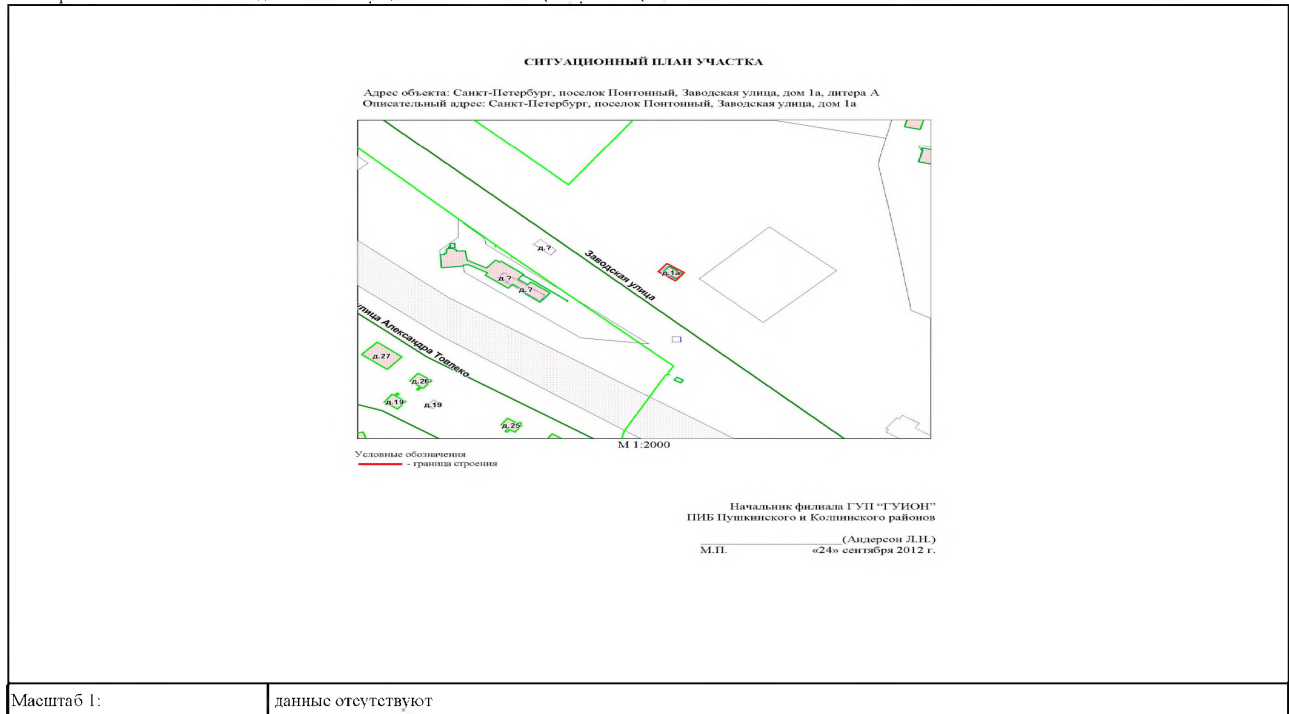 СИТУАЦИОННЫЙ ПЛАН УЧАСТКА
Адрес объекта: Санкт-Петербург, поселок Понтонный, Заводская улица, дом 1а, литера А
Описательный адрес: Санкт-Петербург, поселок Понтонный, Заводская улица, дом 1а
д.?
Заводская улица
д.1а
д.?
д.?
улица Александра Товпеко
д.27
д.26
д.19
д.19
д.25
М 1:2000
Условные обозначения
- граница строения
Начальник филиала ГУП “ГУИОН”
ПИБ Пушкинского и Колпинского районов
(Андерсон Л.Н.)
М.П. «24» сентября 2012 г.
Масштаб 1: данные отсутствуют